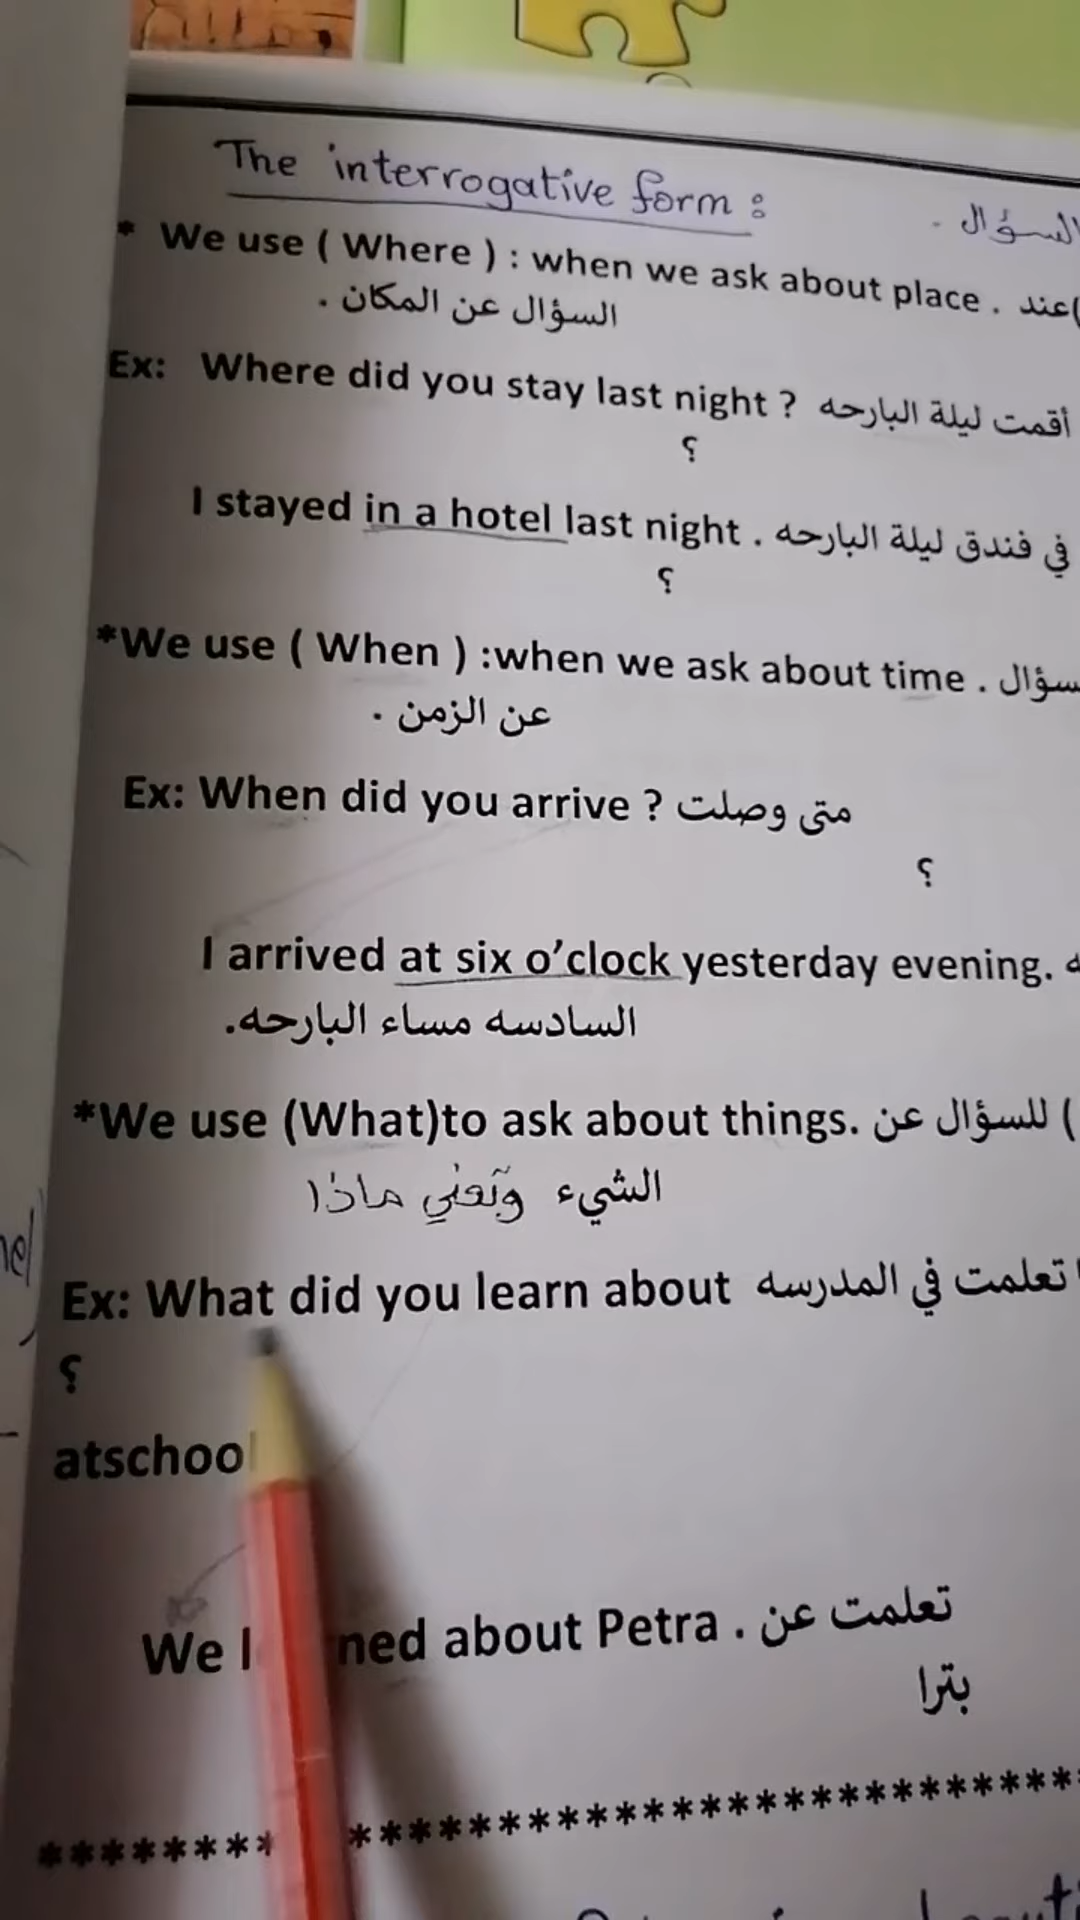 The interrogative form :
السؤال .
* We use ( Where ) : when we ask about place . عند(
السؤال عن المكان .
Ex: Where did you stay last night ? أقمت ليلة البارحه
؟
I stayed in a hotel last night . في فندق ليلة البارحه
؟
*We use ( When ) :when we ask about time .
عن الزمن .
Ex: When did you arrive ? متى وصلت
؟
I arrived at six o’clock yesterday evening.
السادسه مساء البارحه.
*We use (What)to ask about things. ) للسؤال عن
الشيء وتعني ماذا
Ex: What did you learn about تعلمت في المدرسه
؟
atschool
We learned about Petra . تعلمت عن
بترا